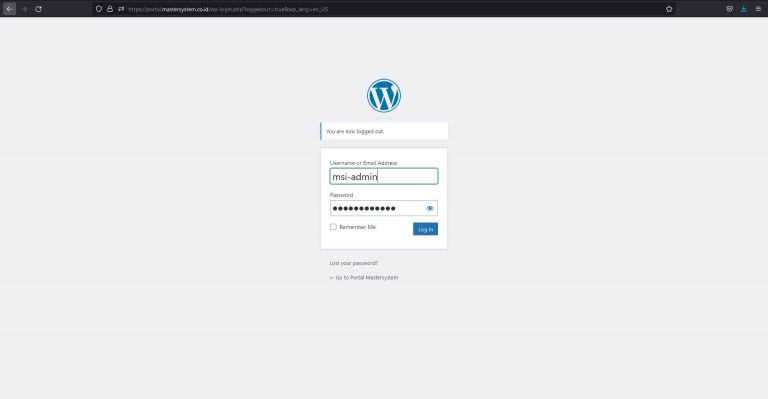 https://portal.mastersystem.co.id/wp-login.php?loggedout=true&wp_lang=en_US
You are now logged out.
Username or Email Address
msi-admin
Password
●●●●●●●●●●●●
Remember Me
Log In
Lost your password?
← Go to Portal Mastersystem